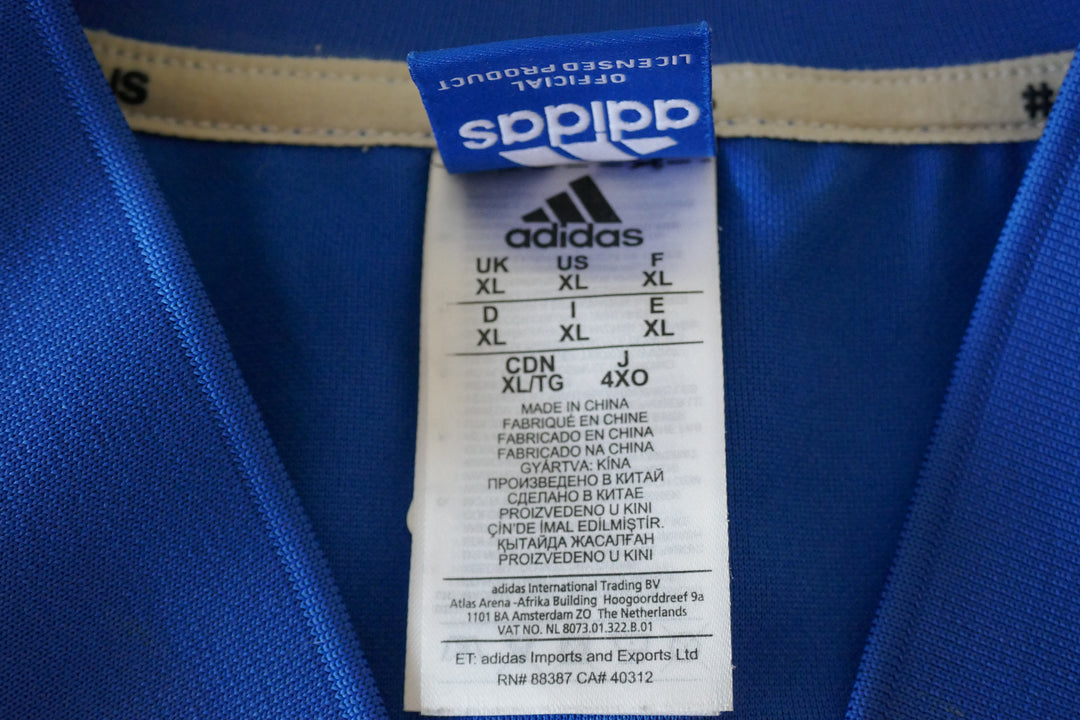 US
#
LICENSED PRODUCT
OFFICIAL
adidas
adidas
UK US F
XL XL XL
D I E
XL XL XL
CDN J
XL/TG 4XO
MADE IN CHINA
FABRIQUÉ EN CHINE
FABRICADO EN CHINA
FABRICADO NA CHINA
GYÁRTVA: KÍNA
ПРОИЗВЕДЕНО В КИТАЙ
СДЕЛАНО В КИТАЕ
PROIZVEDENO U KINI
ÇİN'DE İMAL EDİLMİŞTİR.
ҚЫТАЙДА ЖАСАЛҒАН
PROIZVEDENO U KINI
adidas International Trading BV
Atlas Arena -Afrika Building Hoogoorddreef 9a
1101 BA Amsterdam ZO The Netherlands
VAT NO. NL 8073.01.322.B.01
ET: adidas Imports and Exports Ltd
RN# 88387 CA# 40312